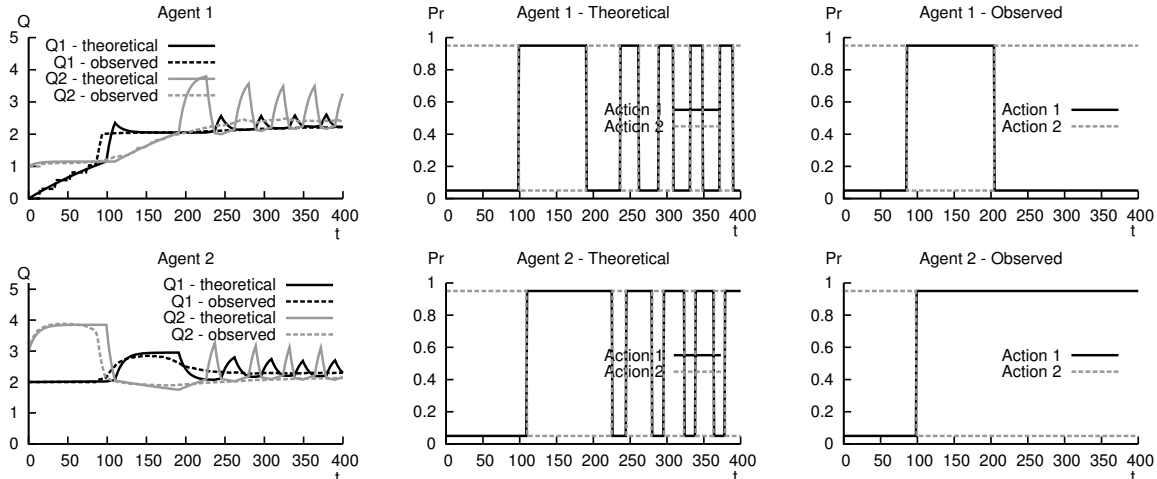 Agent 1
Q
5
4
3
2
1
0
Q1 - theoretical
Q1 - observed
Q2 - theoretical
Q2 - observed
0 50 100 150 200 250 300 350 400
t
Agent 1 - Theoretical
Pr
1
0.8
0.6
0.4
0.2
0
Action 1
Action 2
0 50 100 150 200 250 300 350 400
t
Agent 1 - Observed
Pr
1
0.8
0.6
0.4
0.2
0
Action 1
Action 2
0 50 100 150 200 250 300 350 400
t
Agent 2
Q
5
4
3
2
1
0
Q1 - theoretical
Q1 - observed
Q2 - theoretical
Q2 - observed
0 50 100 150 200 250 300 350 400
t
Agent 2 - Theoretical
Pr
1
0.8
0.6
0.4
0.2
0
Action 1
Action 2
0 50 100 150 200 250 300 350 400
t
Agent 2 - Observed
Pr
1
0.8
0.6
0.4
0.2
0
Action 1
Action 2
0 50 100 150 200 250 300 350 400
t